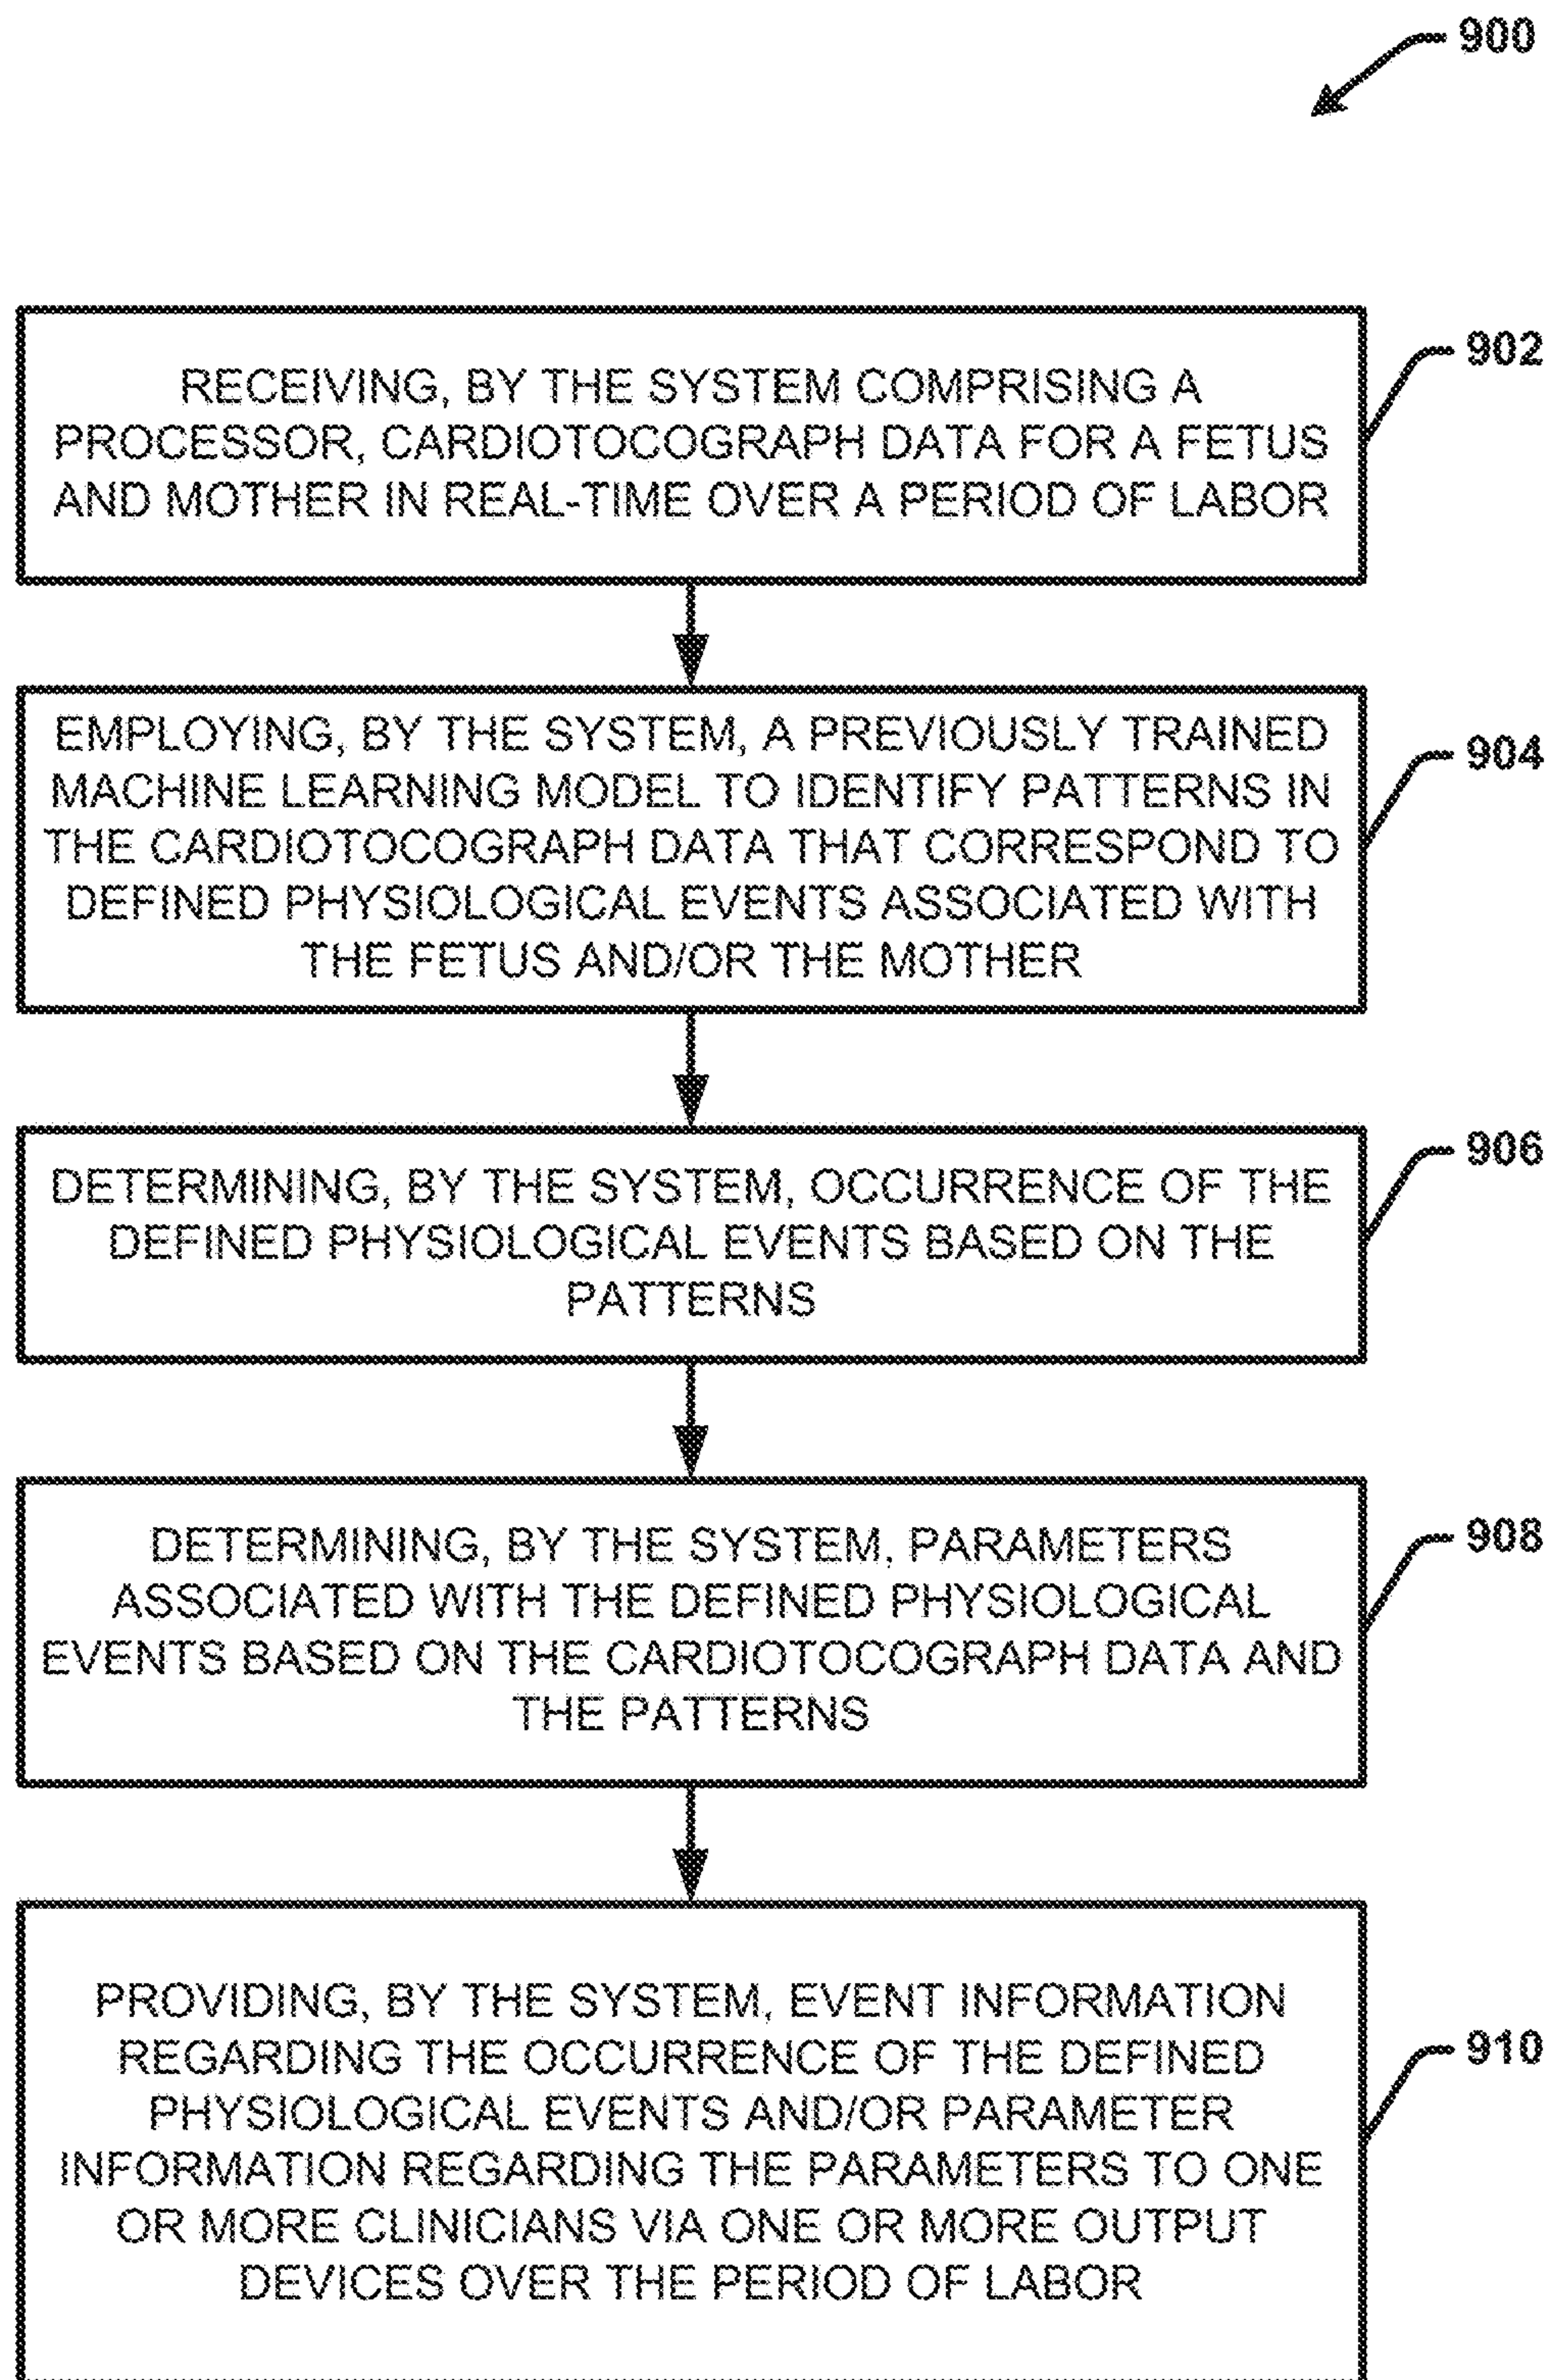 900
902
RECEIVING, BY THE SYSTEM COMPRISING A
PROCESSOR, CARDIOTOCOGRAPH DATA FOR A FETUS
AND MOTHER IN REAL-TIME OVER A PERIOD OF LABOR
904
EMPLOYING, BY THE SYSTEM, A PREVIOUSLY TRAINED
MACHINE LEARNING MODEL TO IDENTIFY PATTERNS IN
THE CARDIOTOCOGRAPH DATA THAT CORRESPOND TO
DEFINED PHYSIOLOGICAL EVENTS ASSOCIATED WITH
THE FETUS AND/OR THE MOTHER
906
DETERMINING, BY THE SYSTEM, OCCURRENCE OF THE
DEFINED PHYSIOLOGICAL EVENTS BASED ON THE
PATTERNS
908
DETERMINING, BY THE SYSTEM, PARAMETERS
ASSOCIATED WITH THE DEFINED PHYSIOLOGICAL
EVENTS BASED ON THE CARDIOTOCOGRAPH DATA AND
THE PATTERNS
910
PROVIDING, BY THE SYSTEM, EVENT INFORMATION
REGARDING THE OCCURRENCE OF THE DEFINED
PHYSIOLOGICAL EVENTS AND/OR PARAMETER
INFORMATION REGARDING THE PARAMETERS TO ONE
OR MORE CLINICIANS VIA ONE OR MORE OUTPUT
DEVICES OVER THE PERIOD OF LABOR